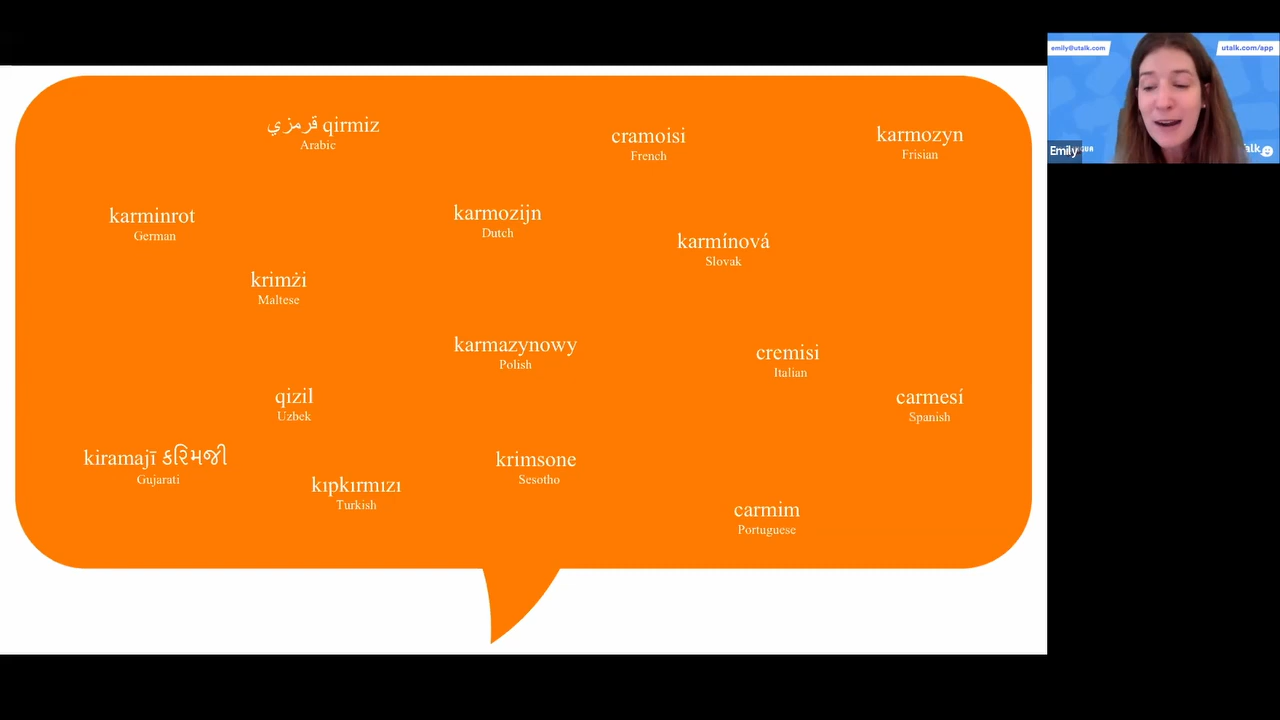 قرمزي qirmiz
Arabic
cramoisi
French
karmozyn
Frisian
karminrot
German
karmozijn
Dutch
karmínová
Slovak
krimżi
Maltese
karmazynowy
Polish
cremisi
Italian
qizil
Uzbek
carmesí
Spanish
kiramajī કરિમજી
Gujarati
kıpkırmızı
Turkish
krimsone
Sesotho
carmim
Portuguese
emily@utalk.com
utalk.com/app
Emily